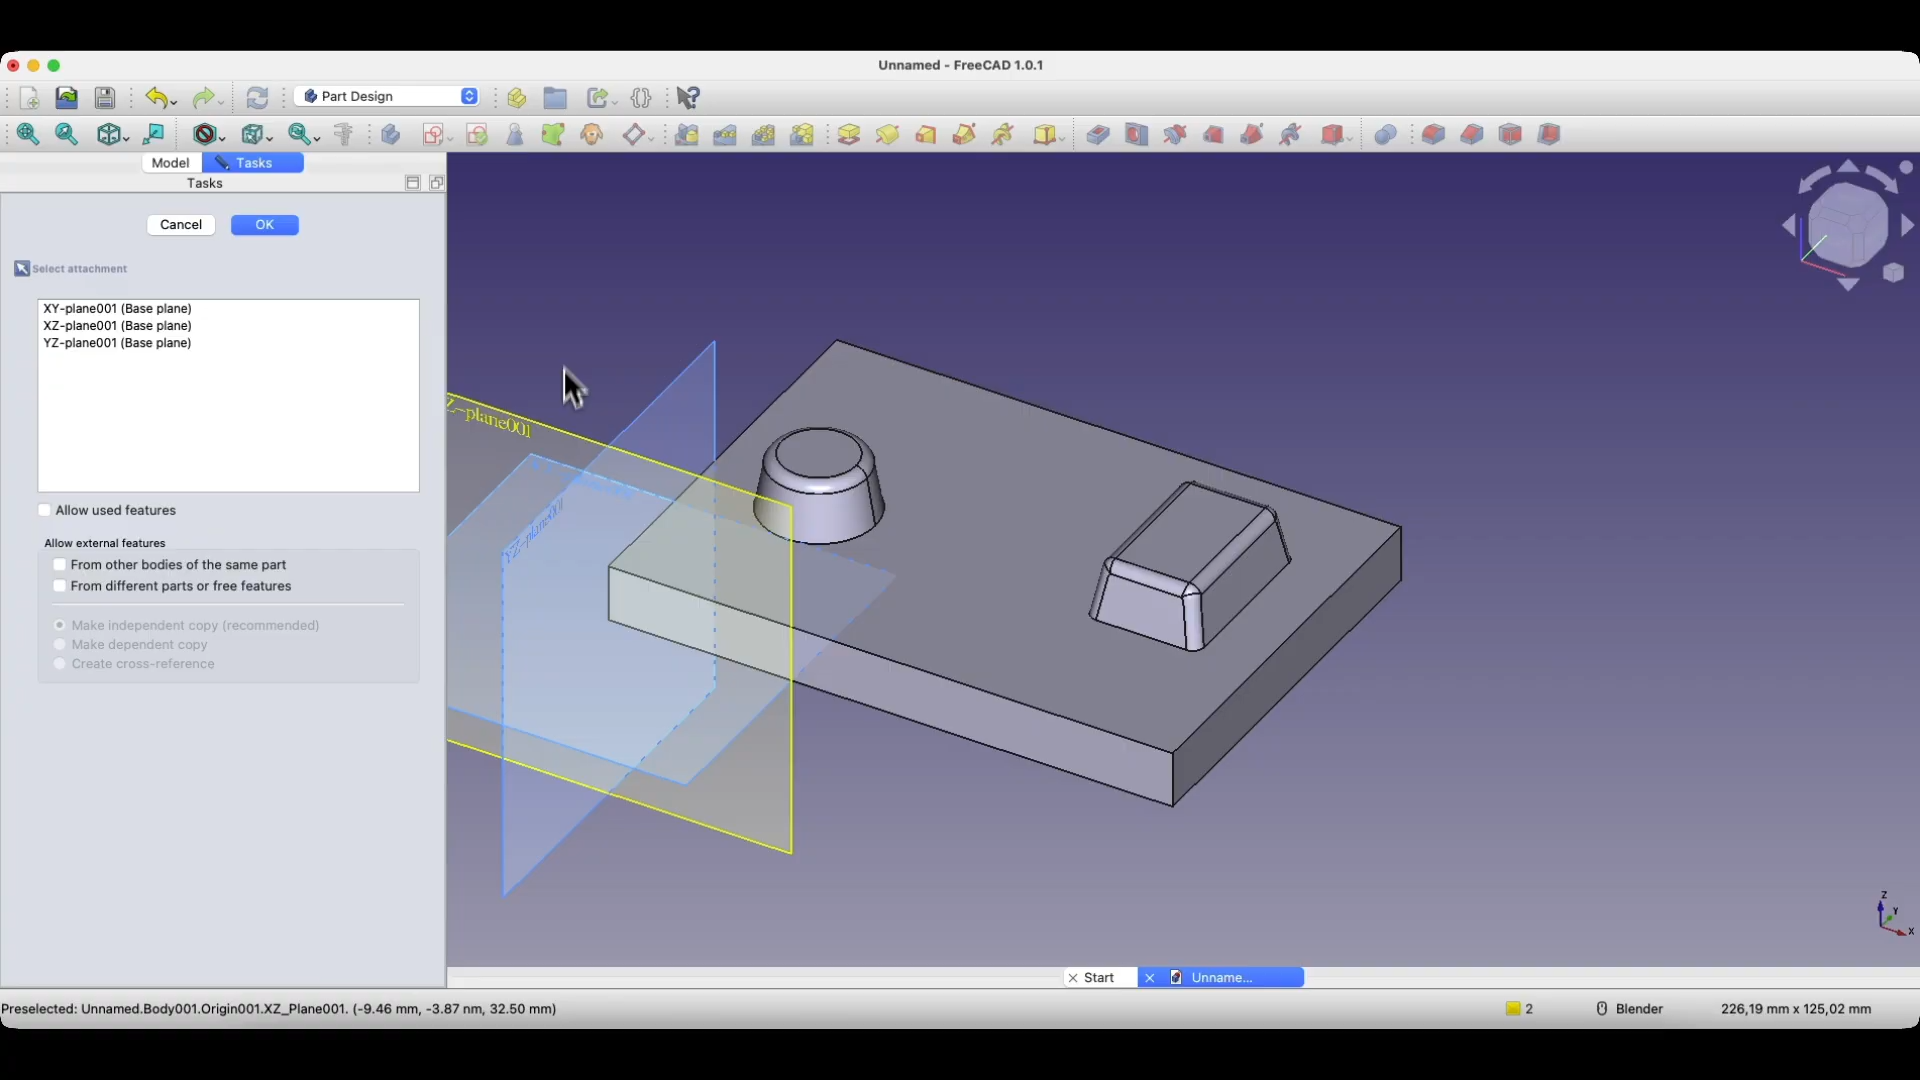 Unnamed - FreeCAD 1.0.1
Part Design
Model
Tasks
Tasks
Cancel
OK
Select attachment
XY-plane001 (Base plane)
XZ-plane001 (Base plane)
YZ-plane001 (Base plane)
Allow used features
Allow external features
From other bodies of the same part
From different parts or free features
Make independent copy (recommended)
Make dependent copy
Create cross-reference
Z-plane001
YZ-plane001
Z
Y
X
Start
Unname...
Preselected: Unnamed.Body001.Origin001.XZ_Plane001. (-9.46 mm, -3.87 nm, 32.50 mm)
2
Blender
226,19 mm x 125,02 mm